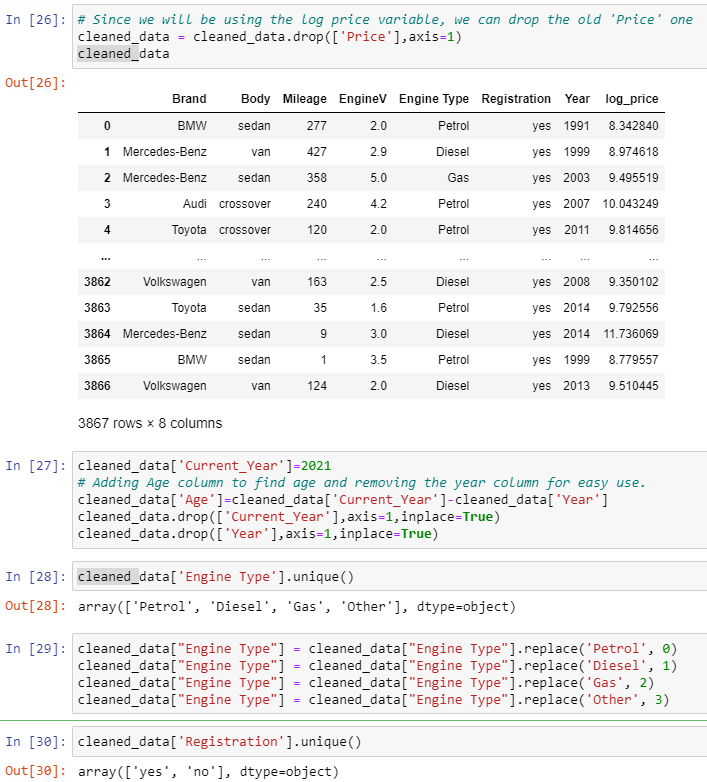 In [26]: # Since we will be using the log price variable, we can drop the old 'Price' one
cleaned_data = cleaned_data.drop(['Price'],axis=1)
cleaned_data
Out[26]:
Brand Body Mileage EngineV Engine Type Registration Year log_price
0 BMW sedan 277 2.0 Petrol yes 1991 8.342840
1 Mercedes-Benz van 427 2.9 Diesel yes 1999 8.974618
2 Mercedes-Benz sedan 358 5.0 Gas yes 2003 9.495519
3 Audi crossover 240 4.2 Petrol yes 2007 10.043249
4 Toyota crossover 120 2.0 Petrol yes 2011 9.814656
... ... ... ... ... ... ... ... ...
3862 Volkswagen van 163 2.5 Diesel yes 2008 9.350102
3863 Toyota sedan 35 1.6 Petrol yes 2014 9.792556
3864 Mercedes-Benz sedan 9 3.0 Diesel yes 2014 11.736069
3865 BMW sedan 1 3.5 Petrol yes 1999 8.779557
3866 Volkswagen van 124 2.0 Diesel yes 2013 9.510445
3867 rows × 8 columns
In [27]: cleaned_data['Current_Year']=2021
# Adding Age column to find age and removing the year column for easy use.
cleaned_data['Age']=cleaned_data['Current_Year']-cleaned_data['Year']
cleaned_data.drop(['Current_Year'],axis=1,inplace=True)
cleaned_data.drop(['Year'],axis=1,inplace=True)
In [28]: cleaned_data['Engine Type'].unique()
Out[28]: array(['Petrol', 'Diesel', 'Gas', 'Other'], dtype=object)
In [29]: cleaned_data["Engine Type"] = cleaned_data["Engine Type"].replace('Petrol', 0)
cleaned_data["Engine Type"] = cleaned_data["Engine Type"].replace('Diesel', 1)
cleaned_data["Engine Type"] = cleaned_data["Engine Type"].replace('Gas', 2)
cleaned_data["Engine Type"] = cleaned_data["Engine Type"].replace('Other', 3)
In [30]: cleaned_data['Registration'].unique()
Out[30]: array(['yes', 'no'], dtype=object)